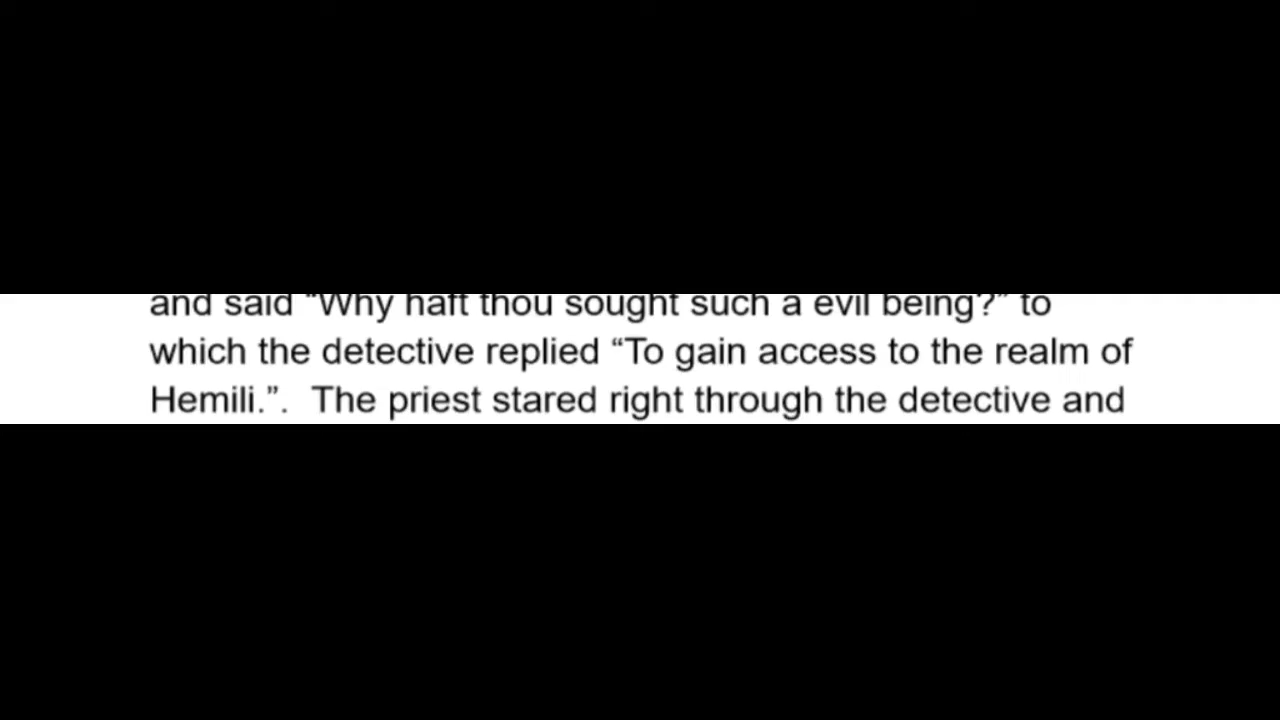 and said “Why haft thou sought such a evil being?” to
which the detective replied “To gain access to the realm of
Hemili.”.  The priest stared right through the detective and